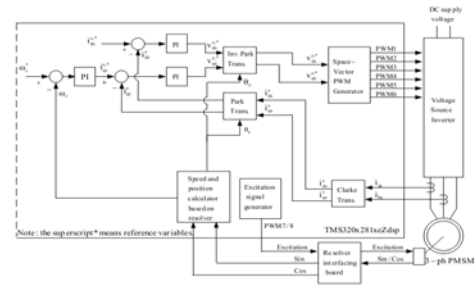 DC supply
voltage
PI
Inv. Park
Trans.
Space-
Vector
PWM
Generator
PWM1
PWM2
PWM3
PWM4
PWM5
PWM6
PI
PI
Voltage
Source
Inverter
Park
Trans.
θe
θe
Speed and
position
calculator
based on
resolver
Excitation
signal
generator
Clarke
Trans.
PWM7/8
Note : the superscript* means reference variables
TMS320x281xeZdsp
Excitation
Sin
Cos
Resolver
interfacing
board
Excitation
Sin/Cos
3-ph PMSM